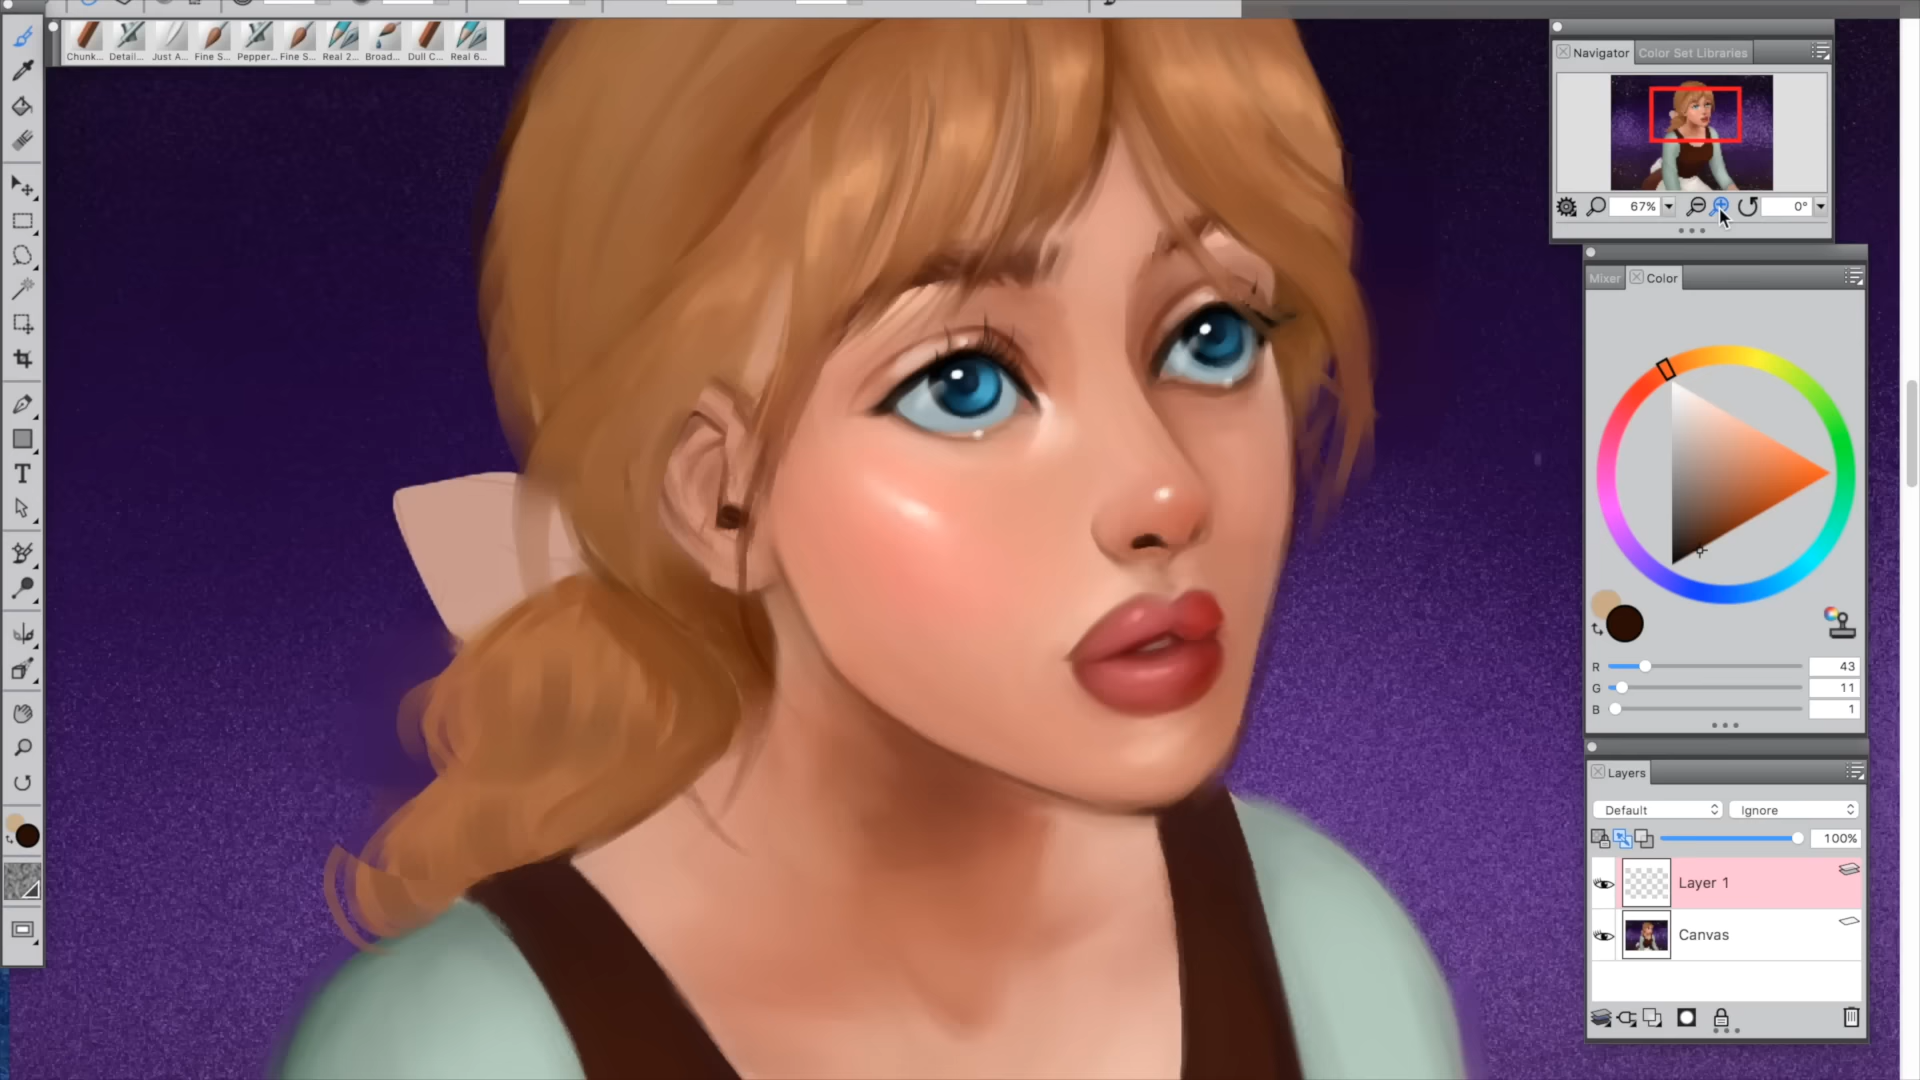 Chunk... Detail... Just A... Fine S... Pepper... Fine S... Real 2... Broad... Dull C... Real 6...
T
Navigator Color Set Libraries
67% 0°
Mixer Color
R 43
G 11
B 1
Layers
Default Ignore
100%
Layer 1
Canvas